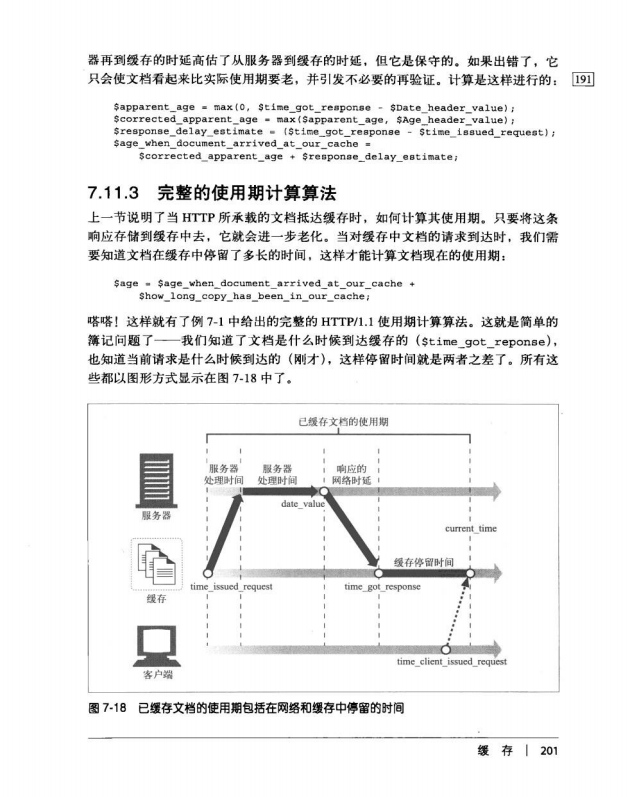 器再到缓存的时延高估了从服务器到缓存的时延，但它是保守的。如果出错了，它
只会使文档看起来比实际使用期要老，并引发不必要的再验证。计算是这样进行的：
191
$apparent_age = max(0, $time_got_response - $Date_header_value);
$corrected_apparent_age = max($apparent_age, $Age_header_value);
$response_delay_estimate = ($time_got_response - $time_issued_request);
$age_when_document_arrived_at_our_cache =
$corrected_apparent_age + $response_delay_estimate;
7.11.3 完整的使用期计算算法
上一节说明了当 HTTP 所承载的文档抵达缓存时，如何计算其使用期。只要将这条
响应存储到缓存中去，它就会进一步老化。当对缓存中文档的请求到达时，我们需
要知道文档在缓存中停留了多长的时间，这样才能计算文档现在的使用期：
$age = $age_when_document_arrived_at_our_cache +
$how_long_copy_has_been_in_our_cache;
嗒嗒！这样就有了例 7-1 中给出的完整的 HTTP/1.1 使用期计算算法。这就是简单的
簿记问题了——我们知道了文档是什么时候到达缓存的（$time_got_reponse），
也知道当前请求是什么时候到达的（刚才），这样停留时间就是两者之差了。所有这
些都以图形方式显示在图 7-18 中了。
已缓存文档的使用期
服务器 服务器 响应的
处理时间 处理时间 网络时延
date_value
服务器
current_time
缓存停留时间
time_issued_request time_got_response
缓存
time_client_issued_request
客户端
图 7-18 已缓存文档的使用期包括在网络和缓存中停留的时间
缓 存 | 201